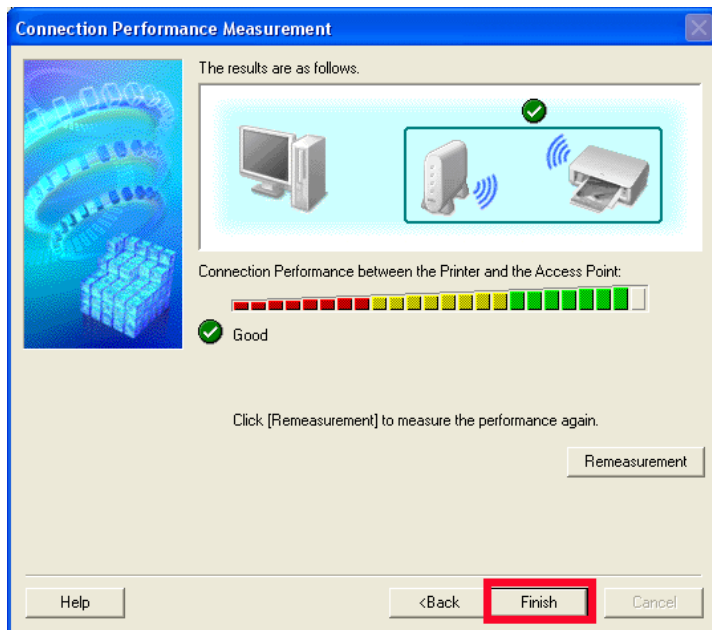 Connection Performance Measurement
The results are as follows.
Connection Performance between the Printer and the Access Point:
Good
Click [Remeasurement] to measure the performance again.
Remeasurement
Help
<Back
Finish
Cancel